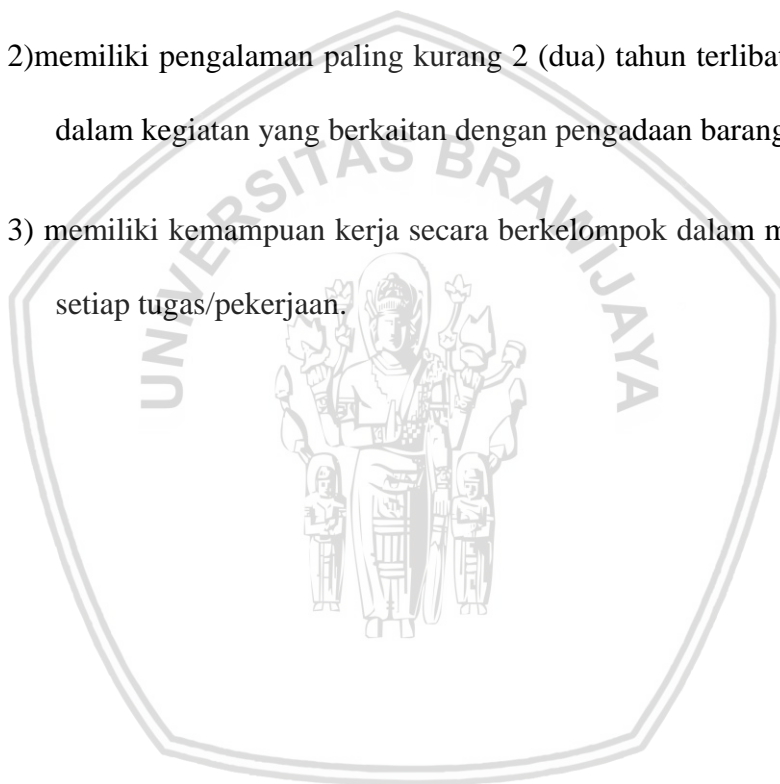 2)memiliki pengalaman paling kurang 2 (dua) tahun terlibat
dalam kegiatan yang berkaitan dengan pengadaan barang
3) memiliki kemampuan kerja secara berkelompok dalam
setiap tugas/pekerjaan.
UNIVERSITAS BRAWIJAYA